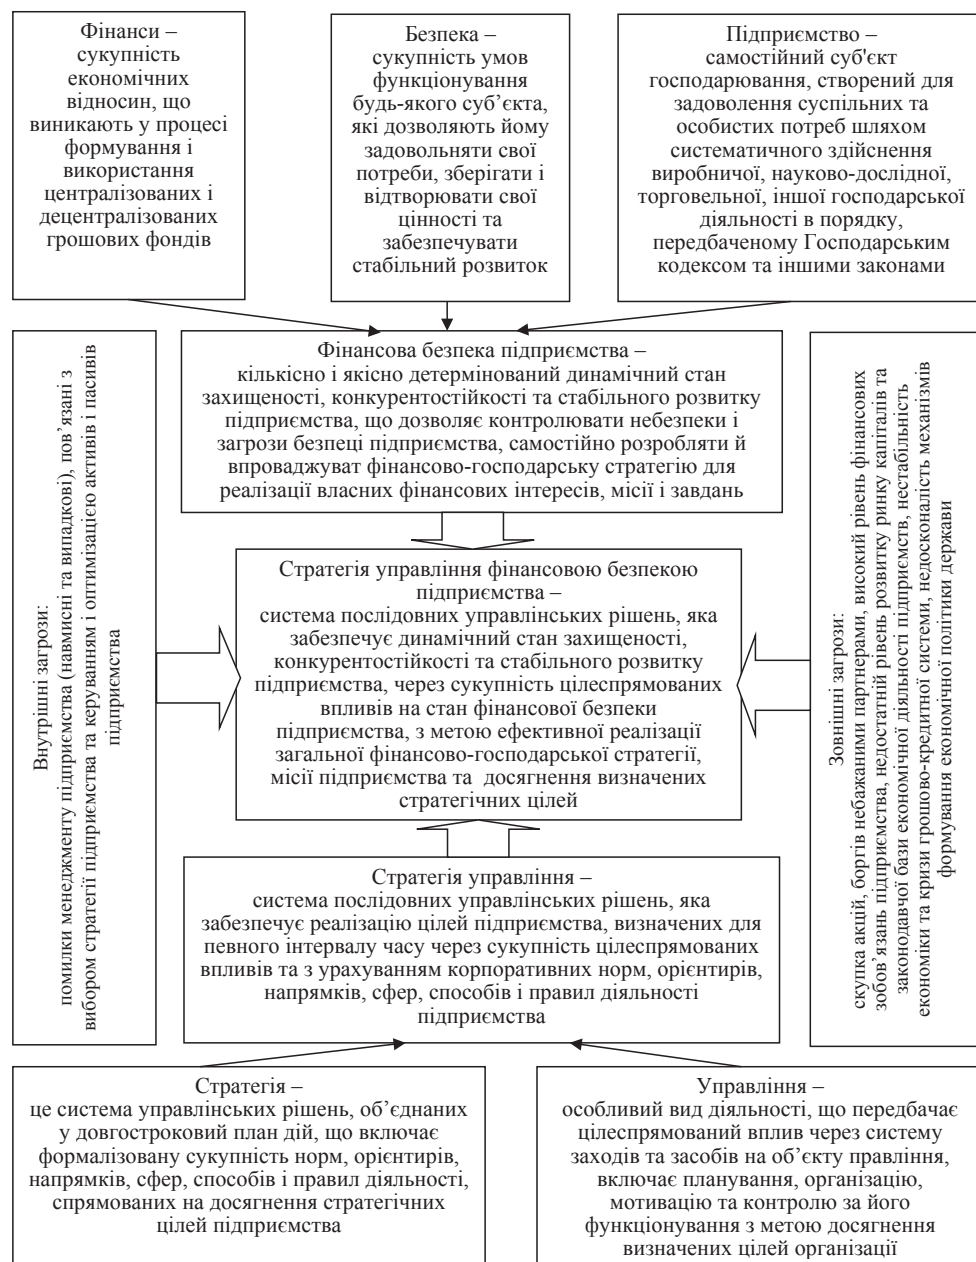 Фінанси –
сукупність
економічних
відносин, що
виникають у процесі
формування і
використання
централізованих і
децентралізованих
грошових фондів
Безпека –
сукупність умов
функціонування
будь-якого суб’єкта,
які дозволяють йому
задовольняти свої
потреби, зберігати і
відтворювати свої
цінності та
забезпечувати
стабільний розвиток
Підприємство –
самостійний суб'єкт
господарювання, створений для
задоволення суспільних та
особистих потреб шляхом
систематичного здійснення
виробничої, науково-дослідної,
торговельної, іншої господарської
діяльності в порядку,
передбаченому Господарським
кодексом та іншими законами
Фінансова безпека підприємства –
кількісно і якісно детермінований динамічний стан
захищеності, конкурентостійкості та стабільного розвитку
підприємства, що дозволяє контролювати небезпеки і
загрози безпеці підприємства, самостійно розробляти й
впроваджуват фінансово-господарську стратегію для
реалізації власних фінансових інтересів, місії і завдань
Внутрішні загрози:
помилки менеджменту підприємства (навмисні та випадкові), пов’язані з
вибором стратегії підприємства та керуванням і оптимізацією активів і пасивів
підприємства
Стратегія управління фінансовою безпекою
підприємства –
система послідовних управлінських рішень, яка
забезпечує динамічний стан захищеності,
конкурентостійкості та стабільного розвитку
підприємства, через сукупність цілеспрямованих
впливів на стан фінансової безпеки
підприємства, з метою ефективної реалізації
загальної фінансово-господарської стратегії,
місії підприємства та досягнення визначених
стратегічних цілей
Зовнішні загрози:
скупка акцій, боргів небажаними партнерами, високий рівень фінансових
зобов’язань підприємства, недостатній рівень розвитку ринку капіталів та
законодавчої бази економічної діяльності підприємств, нестабільність
економіки та кризи грошово-кредитної системи, недосконалість механізмів
формування економічної політики держави
Стратегія управління –
система послідовних управлінських рішень, яка
забезпечує реалізацію цілей підприємства, визначених для
певного інтервалу часу через сукупність цілеспрямованих
впливів та з урахуванням корпоративних норм, орієнтирів,
напрямків, сфер, способів і правил діяльності
підприємства
Стратегія –
це система управлінських рішень, об’єднаних
у довгостроковий план дій, що включає
формалізовану сукупність норм, орієнтирів,
напрямків, сфер, способів і правил діяльності,
спрямованих на досягнення стратегічних
цілей підприємства
Управління –
особливий вид діяльності, що передбачає
цілеспрямований вплив через систему
заходів та засобів на об’єкту правління,
включає планування, організацію,
мотивацію та контролю за його
функціонування з метою досягнення
визначених цілей організації